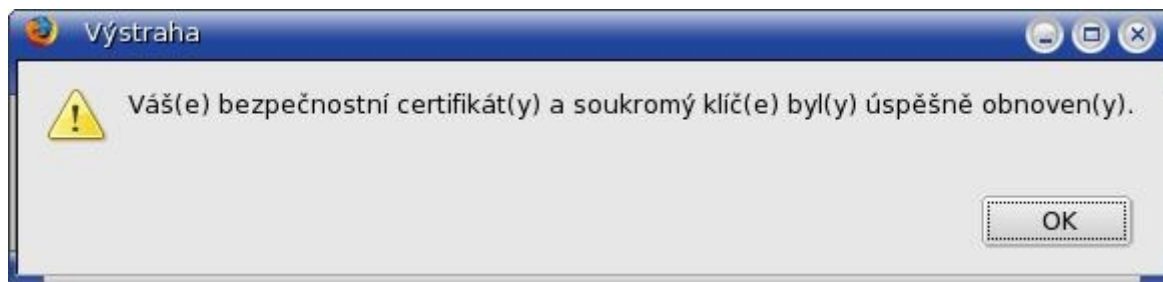 Výstraha
Váš(e) bezpečnostní certifikát(y) a soukromý klíč(e) byl(y) úspěšně obnoven(y).
OK